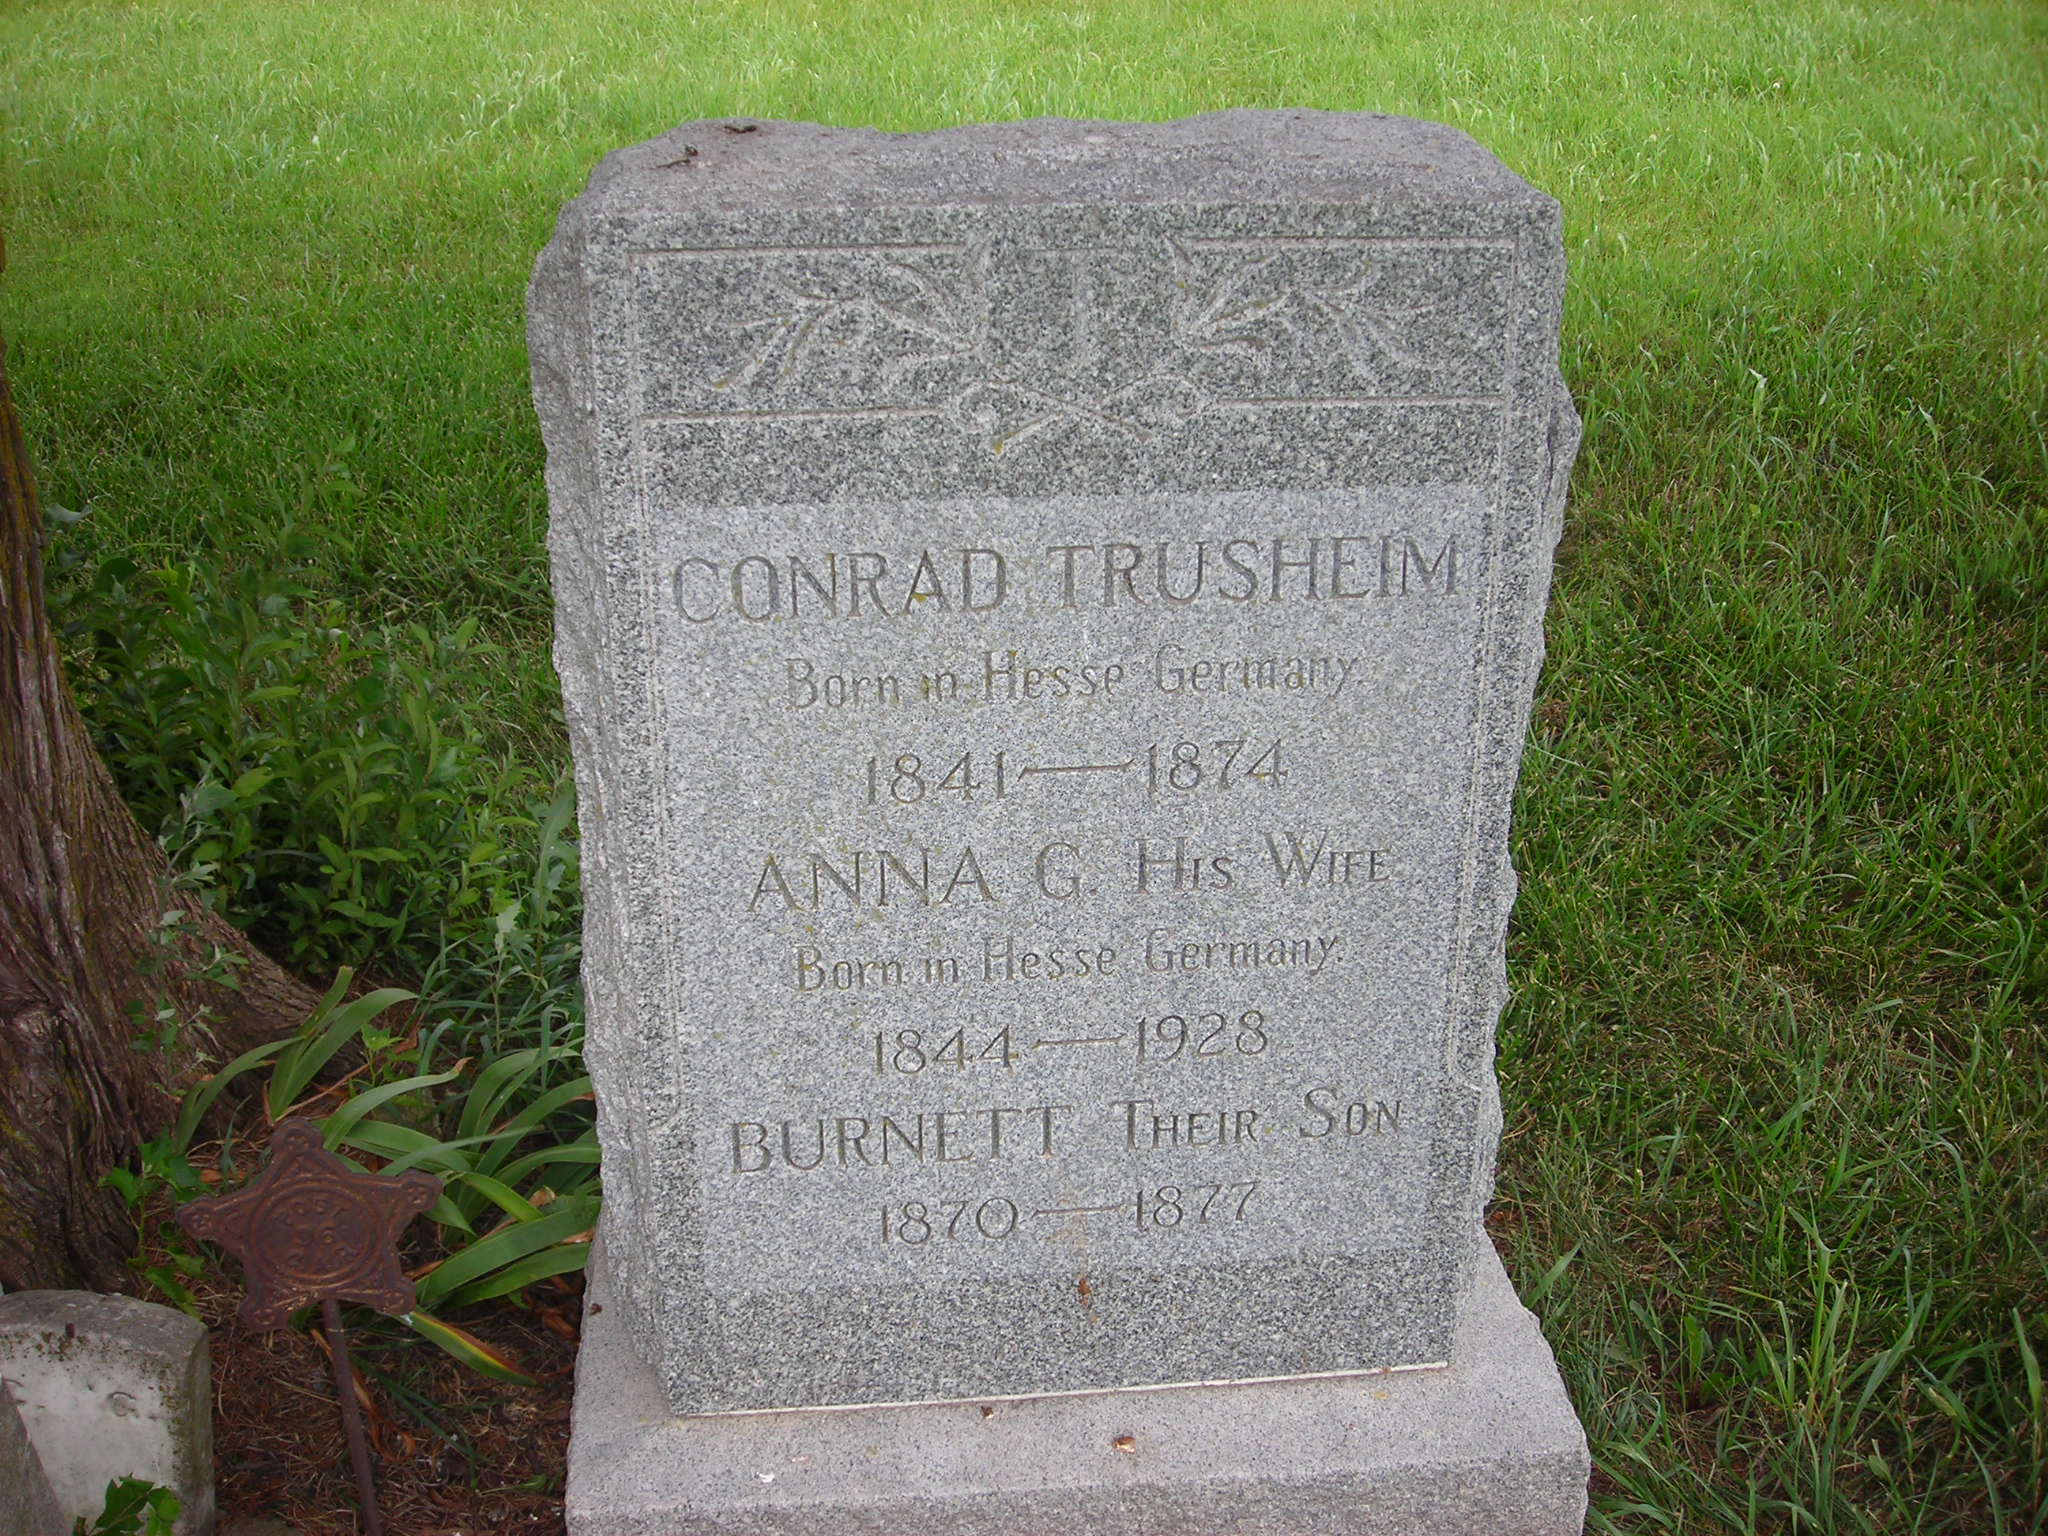 T
CONRAD TRUSHEIM
Born in Hesse Germany.
1841—1874
ANNA G. HIS WIFE
Born in Hesse Germany.
1844—1928
BURNETT THEIR SON
1870—1877
POST